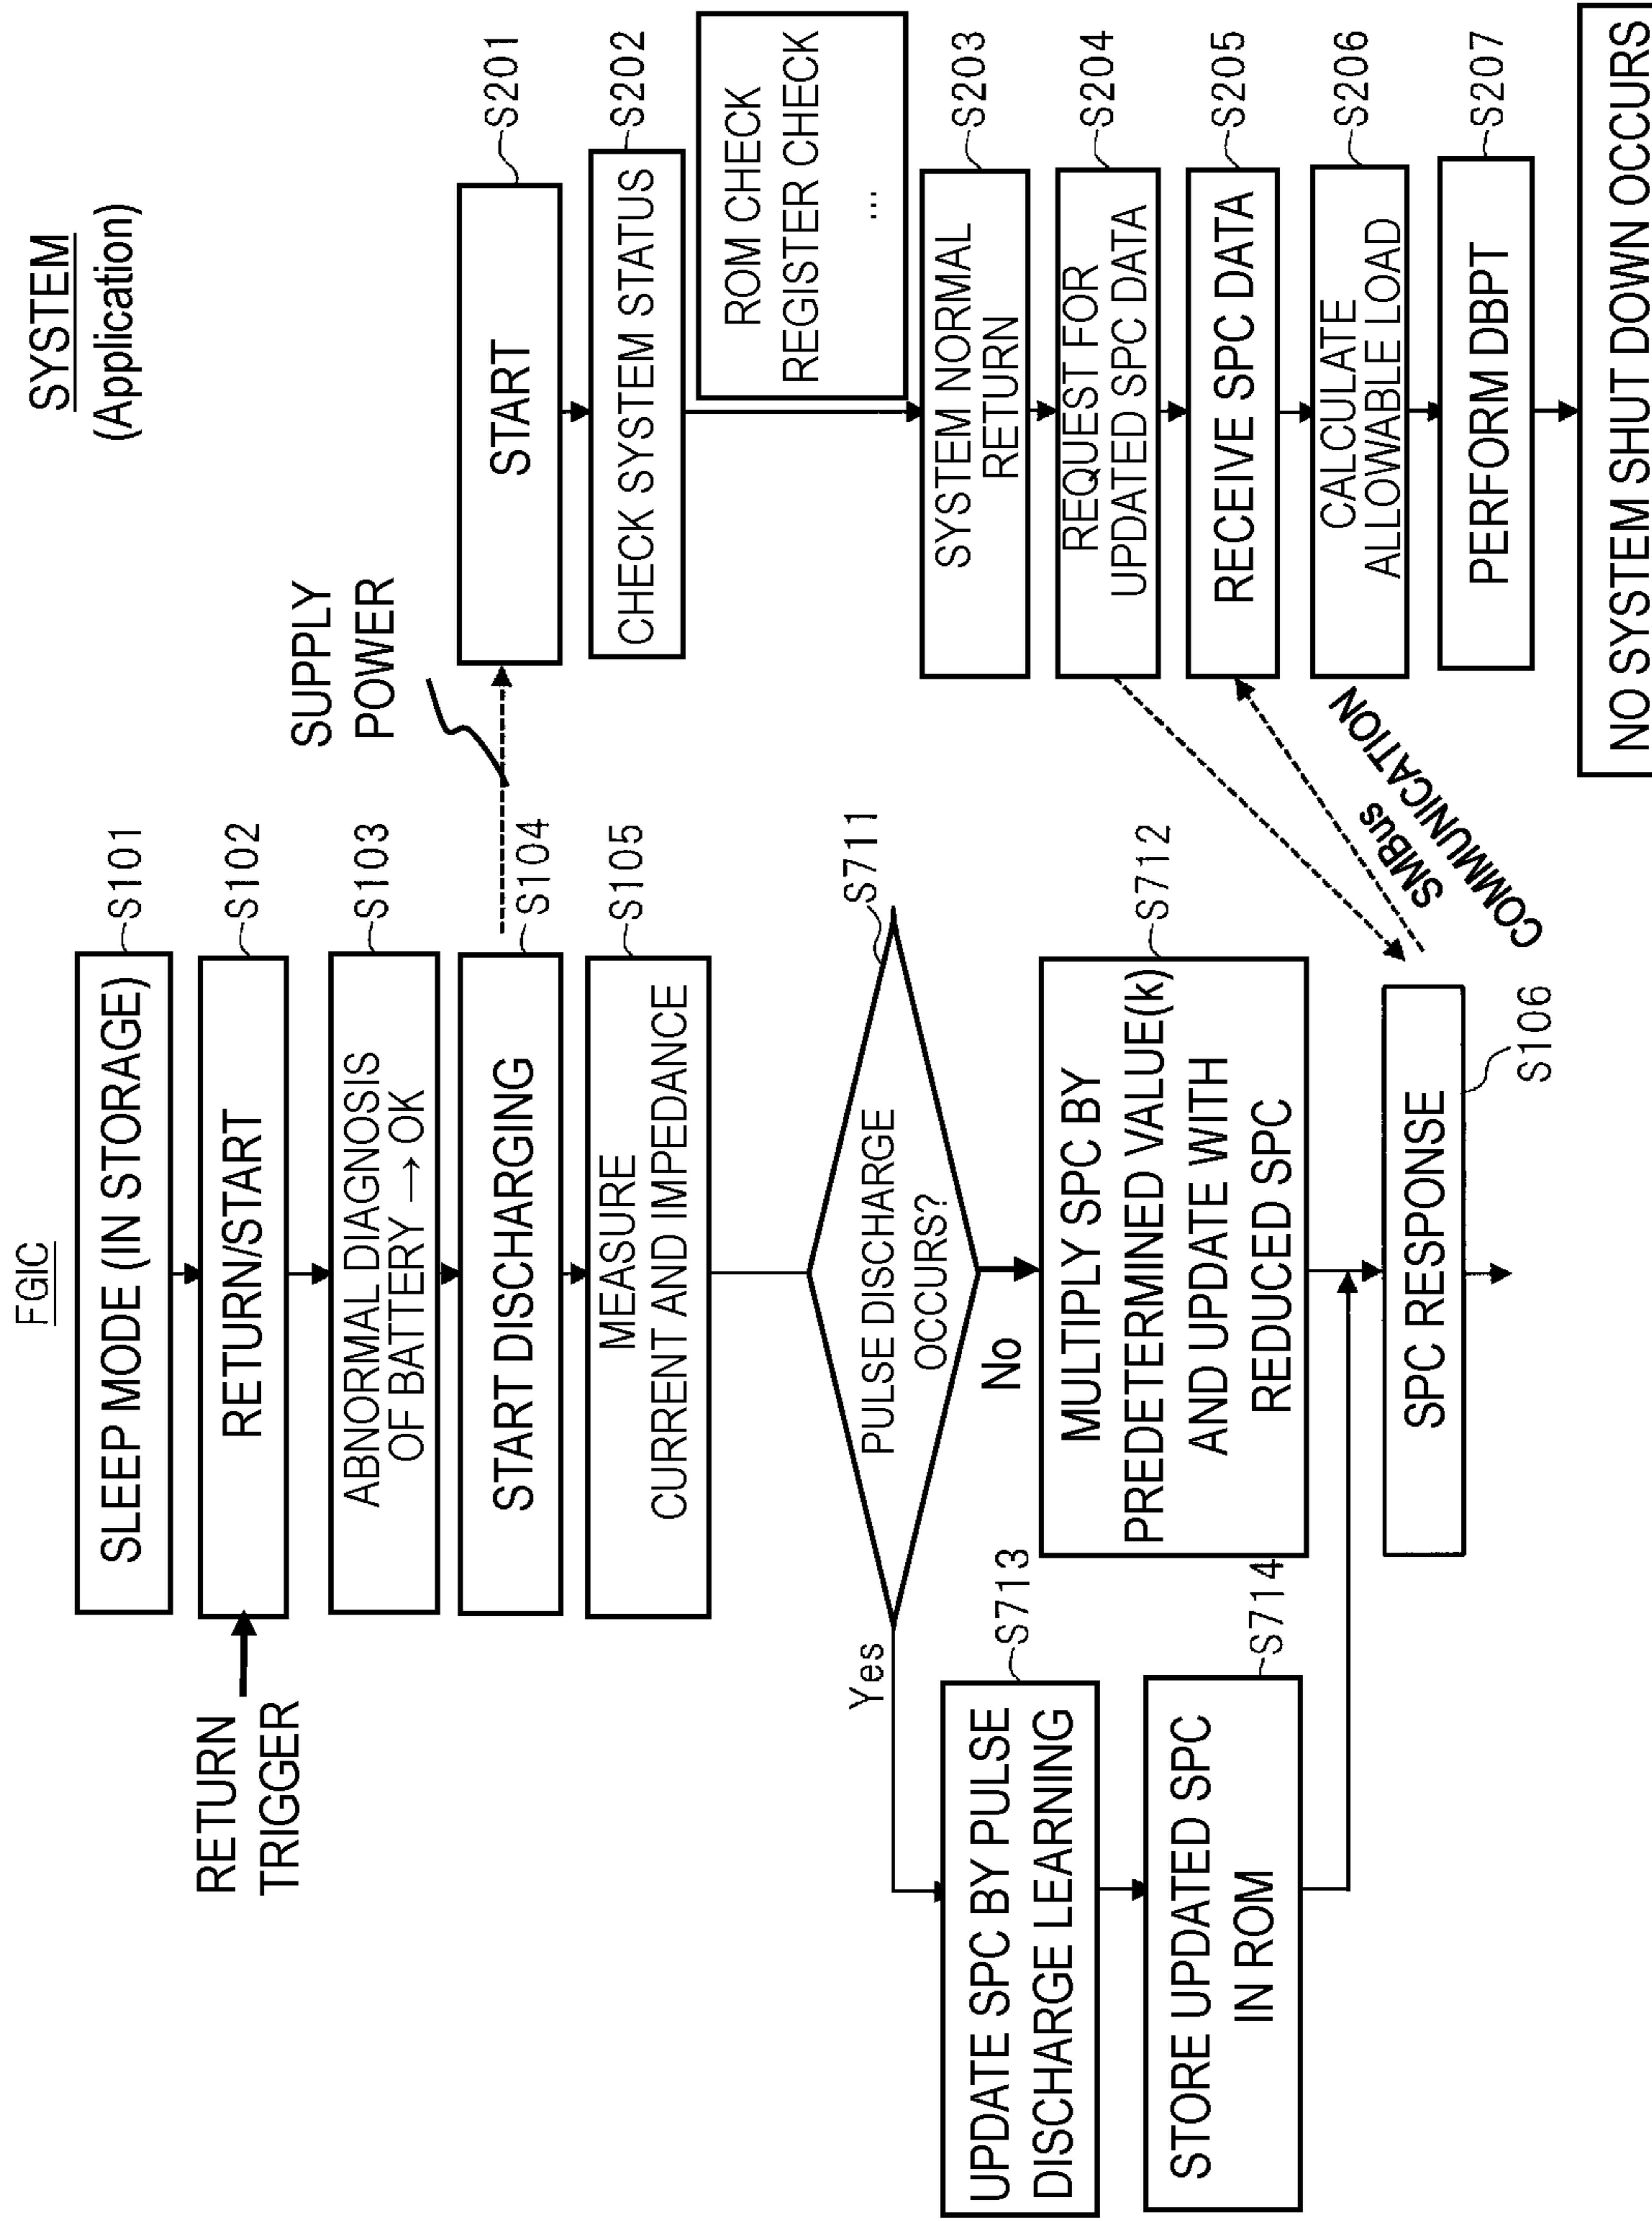 FGIC
SLEEP MODE (IN STORAGE)
S101
RETURN
TRIGGER
RETURN/START
S102
ABNORMAL DIAGNOSIS
OF BATTERY → OK
S103
START DISCHARGING
S104
SUPPLY
POWER
MEASURE
CURRENT AND IMPEDANCE
S105
PULSE DISCHARGE
OCCURS?
S711
Yes
No
UPDATE SPC BY PULSE
DISCHARGE LEARNING
S713
STORE UPDATED SPC
IN ROM
S714
MULTIPLY SPC BY
PREDETERMINED VALUE(k)
AND UPDATE WITH
REDUCED SPC
S712
SPC RESPONSE
S106
SMBus
COMMUNICATION
SYSTEM
(Application)
START
S201
CHECK SYSTEM STATUS
S202
ROM CHECK
REGISTER CHECK
...
SYSTEM NORMAL
RETURN
S203
REQUEST FOR
UPDATED SPC DATA
S204
RECEIVE SPC DATA
S205
CALCULATE
ALLOWABLE LOAD
S206
PERFORM DBPT
S207
NO SYSTEM SHUT DOWN OCCURS